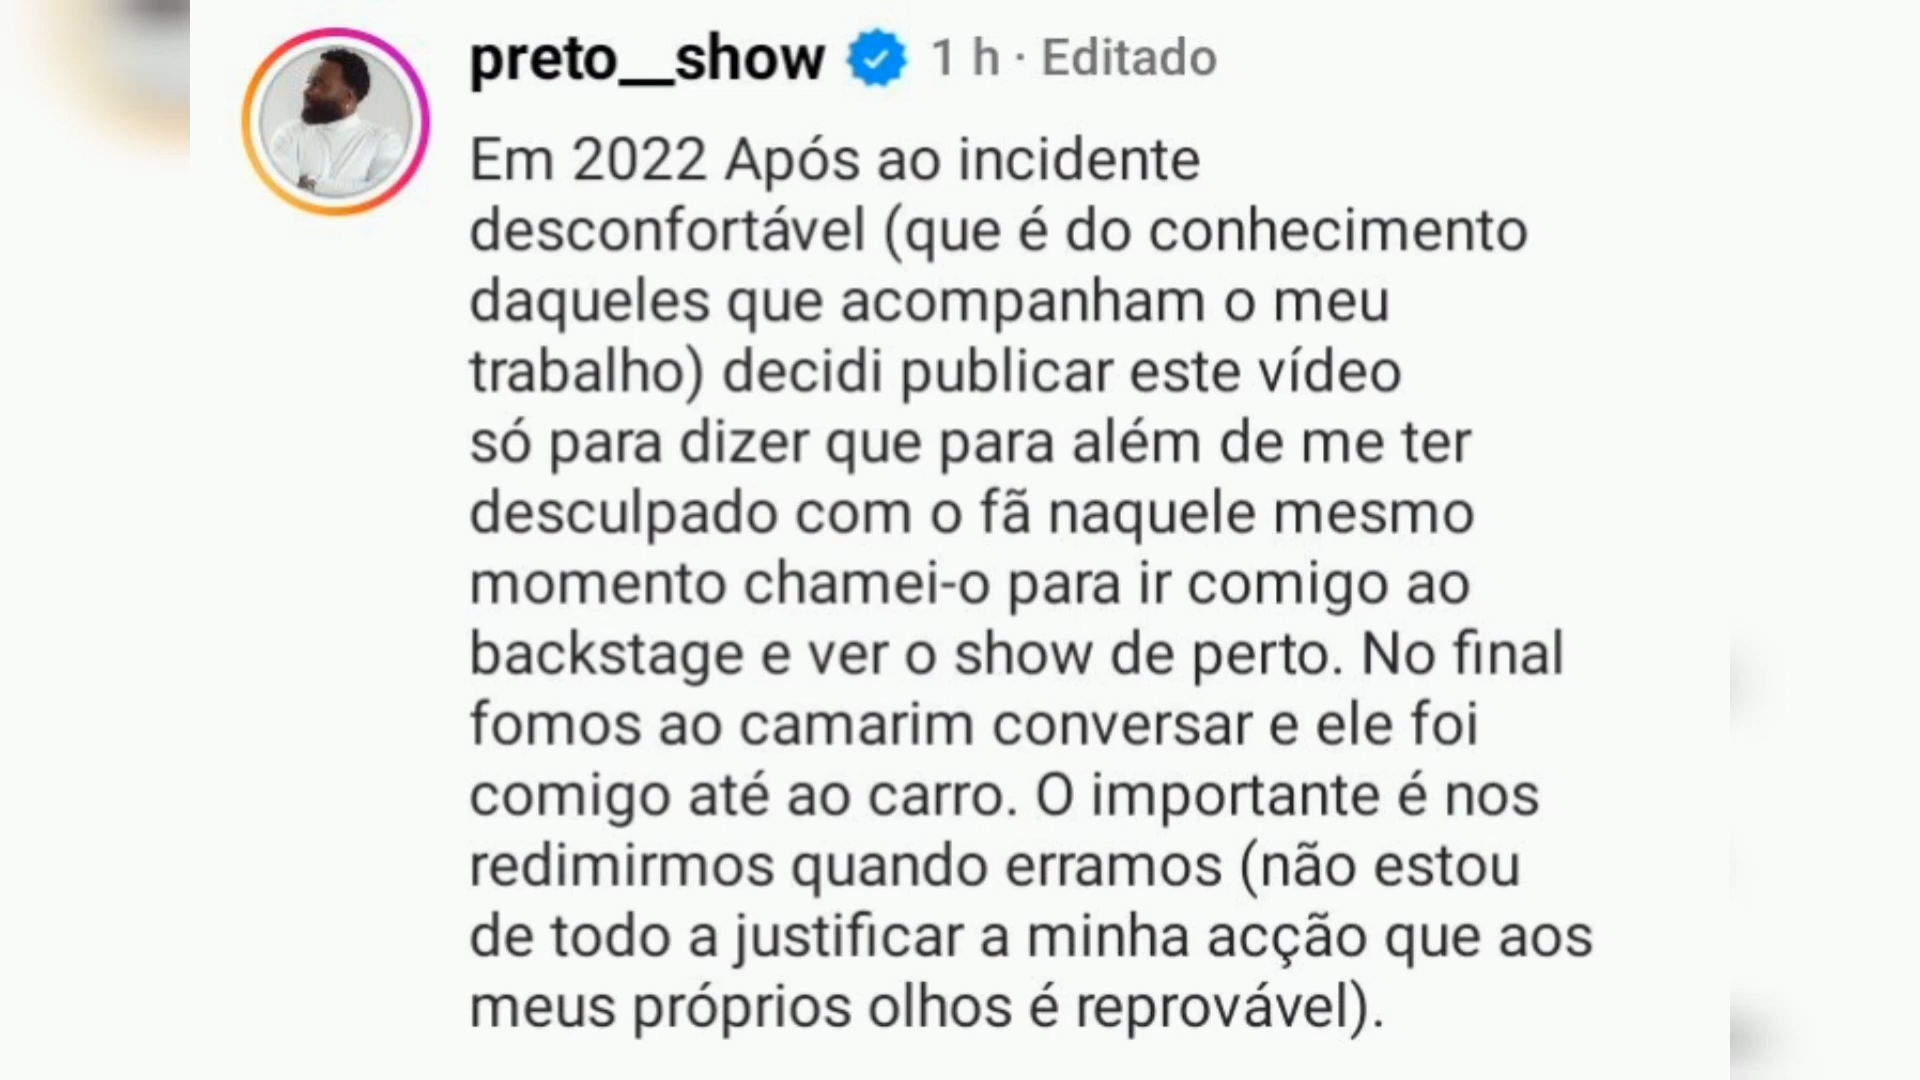 preto__show 1 h · Editado
Em 2022 Após ao incidente
desconfortável (que é do conhecimento
daqueles que acompanham o meu
trabalho) decidi publicar este vídeo
só para dizer que para além de me ter
desculpado com o fã naquele mesmo
momento chamei-o para ir comigo ao
backstage e ver o show de perto. No final
fomos ao camarim conversar e ele foi
comigo até ao carro. O importante é nos
redimirmos quando erramos (não estou
de todo a justificar a minha acção que aos
meus próprios olhos é reprovável).